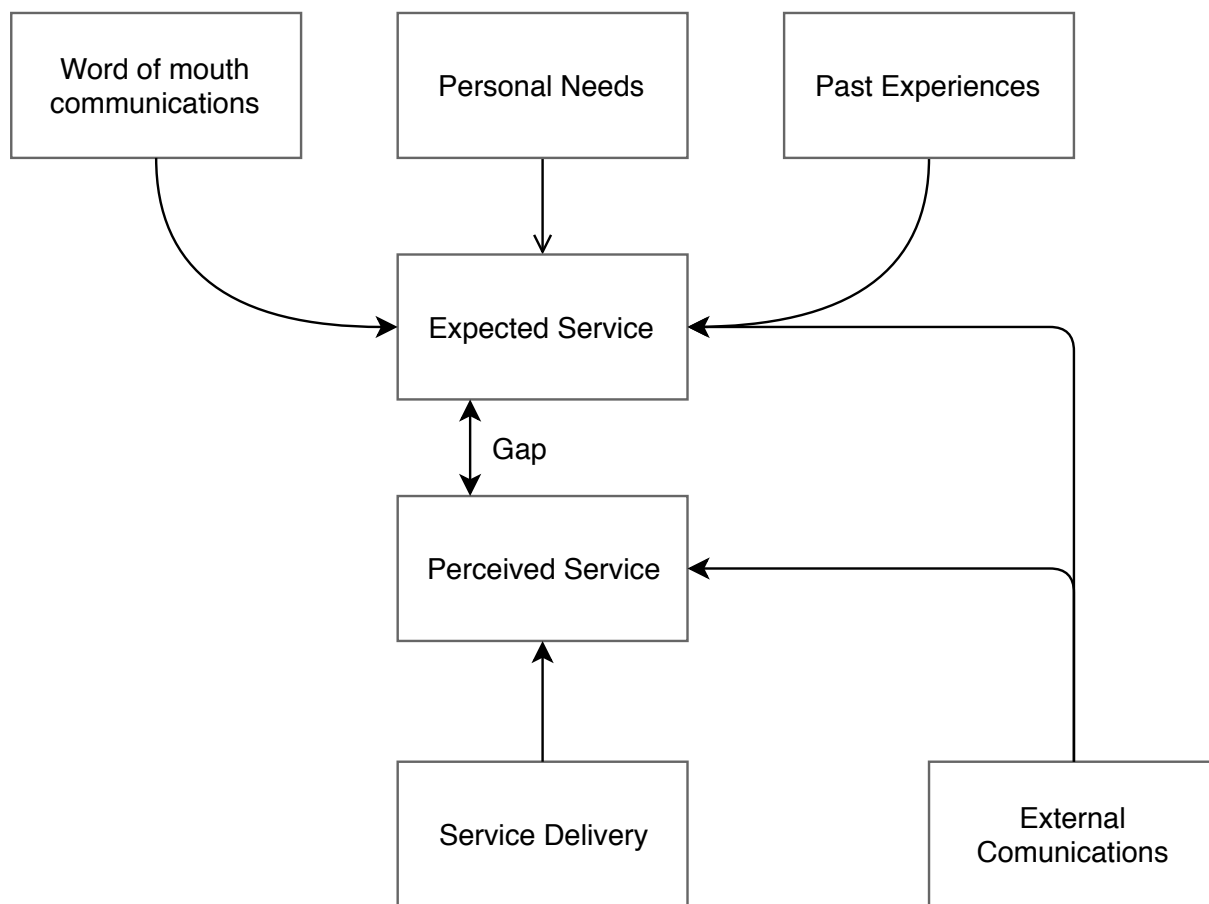 Word of mouth
communications
Personal Needs
Past Experiences
Expected Service
Gap
Perceived Service
Service Delivery
External
Comunications